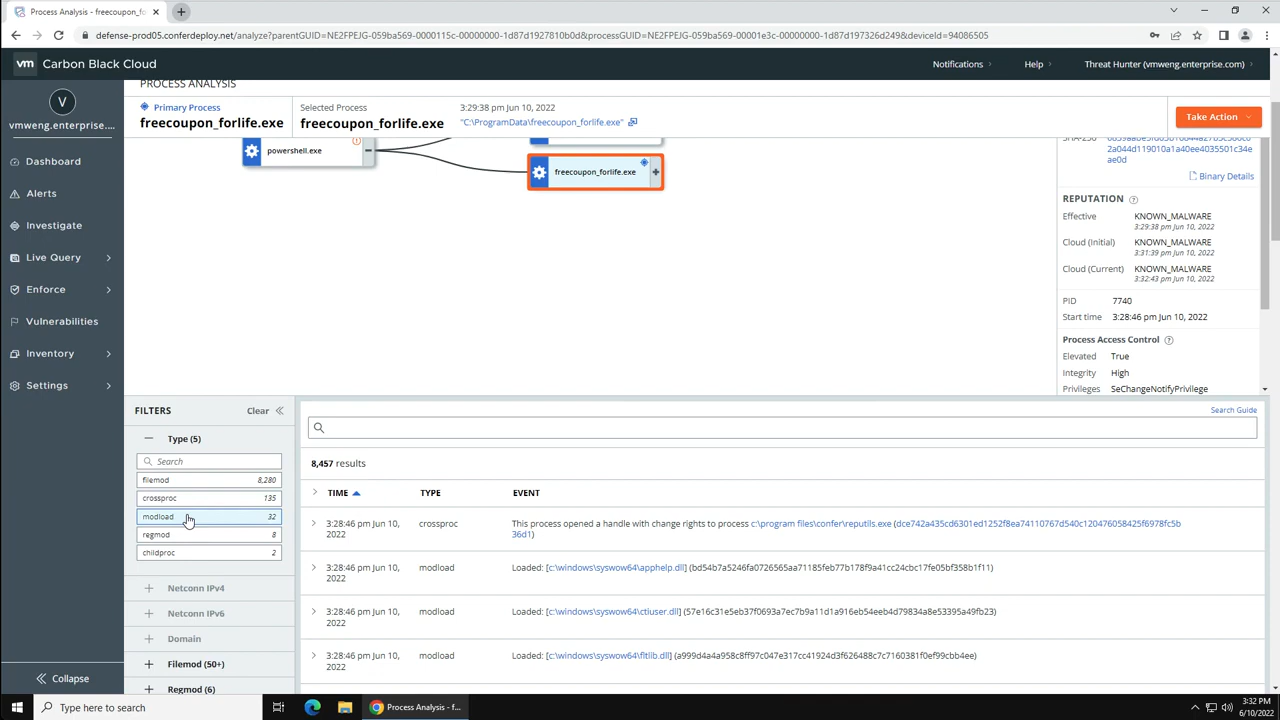 Process Analysis - freecoupon_for
defense-prod05.conferdeploy.net/analyze?parentGUID=NE2FPEJG-059ba569-0000115c-00000000-1d87d1927810b0d&processGUID=NE2FPEJG-059ba569-00001e3c-00000000-1d87d197326d249&deviceId=94086505
vm Carbon Black Cloud
Notifications
Help
Threat Hunter (vmweng.enterprise.com)
V
vmweng.enterprise....
Dashboard
Alerts
Investigate
Live Query
Enforce
Vulnerabilities
Inventory
Settings
Collapse
PROCESS ANALYSIS
Primary Process
freecoupon_forlife.exe
Selected Process
freecoupon_forlife.exe
3:29:38 pm Jun 10, 2022
"C:\ProgramData\freecoupon_forlife.exe"
Take Action
powershell.exe
freecoupon_forlife.exe
SHA-256
2a044d119010a1a40ee4035501c34e
ae0d
Binary Details
REPUTATION
Effective KNOWN_MALWARE
3:29:38 pm Jun 10, 2022
Cloud (Initial) KNOWN_MALWARE
3:31:39 pm Jun 10, 2022
Cloud (Current) KNOWN_MALWARE
3:32:43 pm Jun 10, 2022
PID 7740
Start time 3:28:46 pm Jun 10, 2022
Process Access Control
Elevated True
Integrity High
Privileges SeChangeNotifyPrivilege
FILTERS Clear
Type (5)
Search
filemod 8,280
crossproc 135
modload 32
regmod 8
childproc 2
Netconn IPv4
Netconn IPv6
Domain
Filemod (50+)
Regmod (6)
Search Guide
8,457 results
TIME TYPE EVENT
3:28:46 pm Jun 10, 2022 crossproc This process opened a handle with change rights to process c:\program files\confer\reputils.exe (dce742a435cd6301ed1252f8ea74110767d540c120476058425f6978fc5b
36d1)
3:28:46 pm Jun 10, 2022 modload Loaded: [c:\windows\syswow64\apphelp.dll] (bd54b7a5246fa0726565aa71185feb77b178f9a41cc24cbc17fe05bf358b1f11)
3:28:46 pm Jun 10, 2022 modload Loaded: [c:\windows\syswow64\ctiuser.dll] (57e16c31e5eb37f0693a7ec7b9a11d1a916eb54eeb4d79834a8e53395a49fb23)
3:28:46 pm Jun 10, 2022 modload Loaded: [c:\windows\syswow64\fltlib.dll] (a999d4a4a958c8ff97c047e317cc41924d3f626488c7c7160381f0ef99cbb4ee)
Type here to search
Process Analysis - f...
3:32 PM
6/10/2022